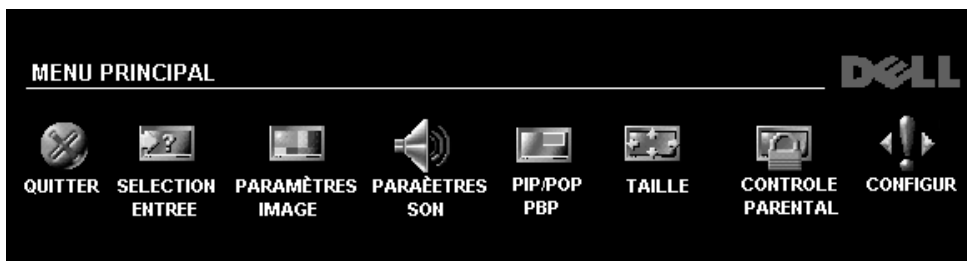 MENU PRINCIPAL
DELL
QUITTER
SELECTION
ENTREE
PARAMÈTRES
IMAGE
PARAÈETRES
SON
PIP/POP
PBP
TAILLE
CONTROLE
PARENTAL
CONFIGUR